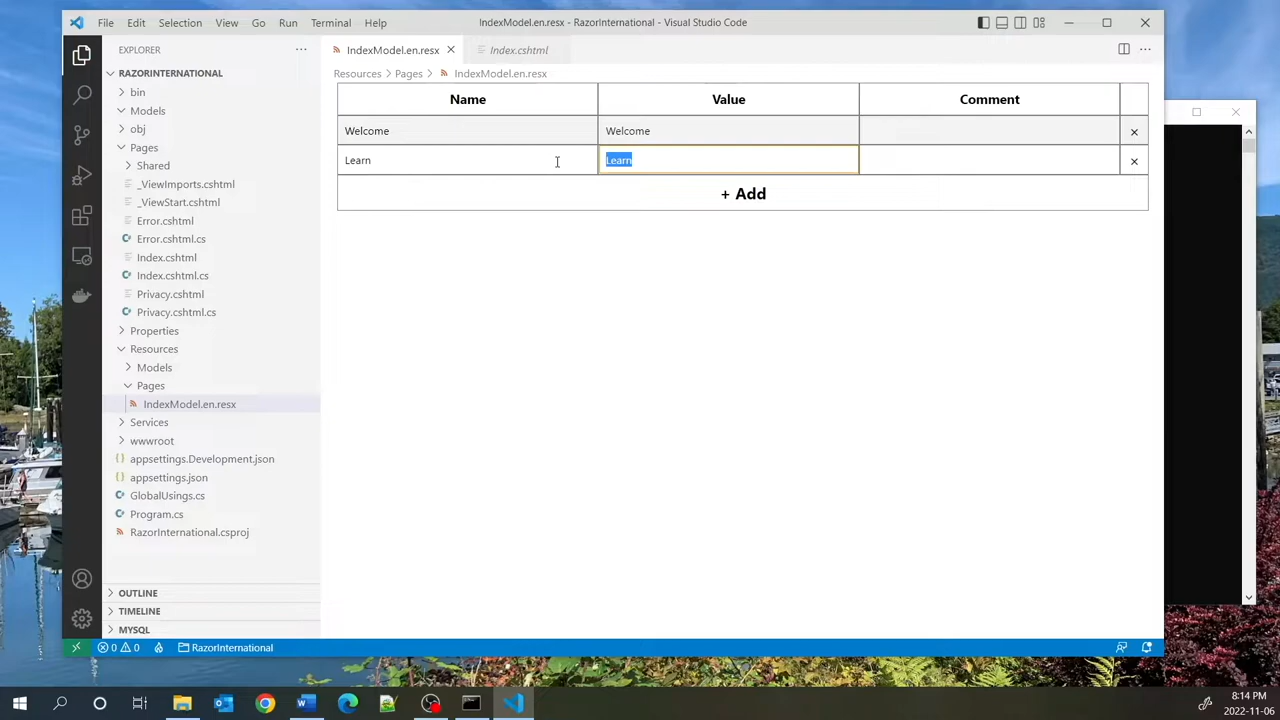 File Edit Selection View Go Run Terminal Help
IndexModel.en.resx - RazorInternational - Visual Studio Code
EXPLORER
IndexModel.en.resx
Index.cshtml
RAZORINTERNATIONAL
Resources > Pages > IndexModel.en.resx
bin
Models
obj
Pages
Shared
_ViewImports.cshtml
_ViewStart.cshtml
Error.cshtml
Error.cshtml.cs
Index.cshtml
Index.cshtml.cs
Privacy.cshtml
Privacy.cshtml.cs
Properties
Resources
Models
Pages
IndexModel.en.resx
Services
wwwroot
appsettings.Development.json
appsettings.json
GlobalUsings.cs
Program.cs
RazorInternational.csproj
OUTLINE
TIMELINE
MYSQL
Name Value Comment
Welcome Welcome
Learn Learn
+ Add
0 0 RazorInternational
8:14 PM
2022-11-06